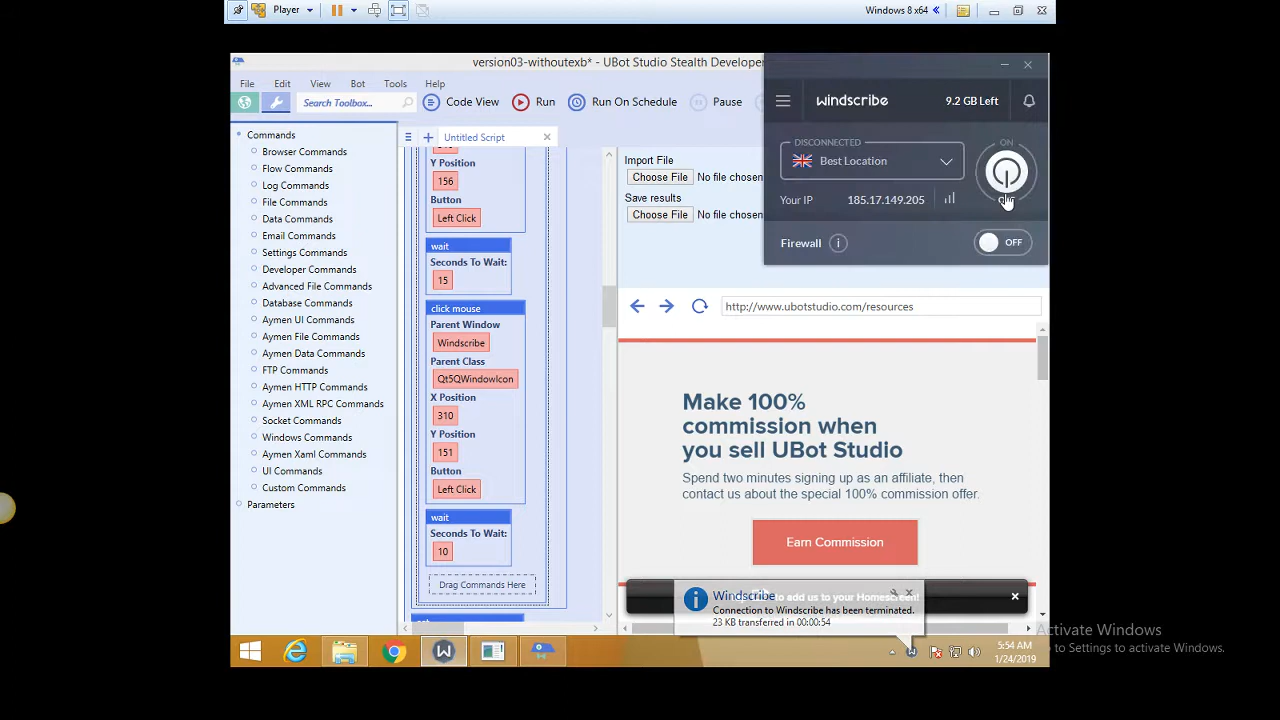 Player
Windows 8 x64
version03-withoutexb* - UBot Studio Stealth Developer
File Edit View Bot Tools Help
Search Toolbox...
Code View
Run
Run On Schedule
Pause
Untitled Script
Commands
Browser Commands
Flow Commands
Log Commands
File Commands
Data Commands
Email Commands
Settings Commands
Developer Commands
Advanced File Commands
Database Commands
Aymen UI Commands
Aymen File Commands
Aymen Data Commands
FTP Commands
Aymen HTTP Commands
Aymen XML RPC Commands
Socket Commands
Windows Commands
Aymen Xaml Commands
UI Commands
Custom Commands
Parameters
Y Position
156
Button
Left Click
wait
Seconds To Wait:
15
click mouse
Parent Window
Windscribe
Parent Class
Qt5QWindowIcon
X Position
310
Y Position
151
Button
Left Click
wait
Seconds To Wait:
10
Drag Commands Here
Import File
Choose File No file chosen
Save results
Choose File No file chosen
windscribe
9.2 GB Left
DISCONNECTED
Best Location
ON
Your IP 185.17.149.205
Firewall i
OFF
http://www.ubotstudio.com/resources
Make 100%
commission when
you sell UBot Studio
Spend two minutes signing up as an affiliate, then
contact us about the special 100% commission offer.
Earn Commission
to add us to your Homescreen!
Windscribe
Connection to Windscribe has been terminated.
23 KB transferred in 00:00:54
5:54 AM
1/24/2019
Activate Windows
to Settings to activate Windows.